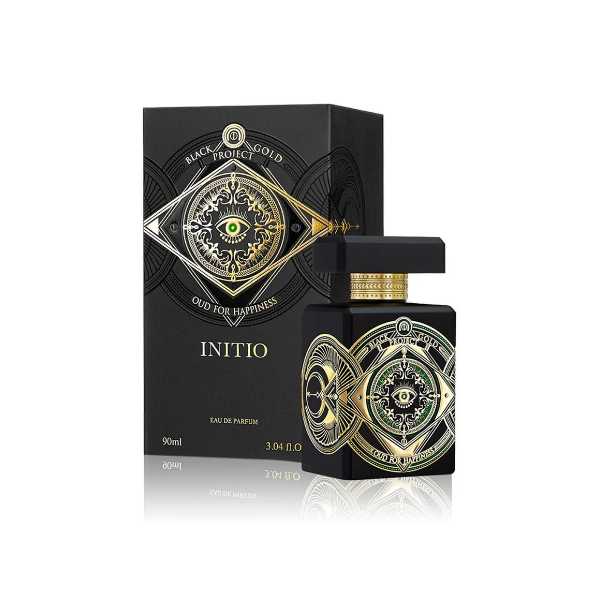 BLACK GOLD
PROJECT
OUD FOR HAPPINESS
INITIO
EAU DE PARFUM
90ml 3.04 fl.O
BLACK GOLD
PROJECT
OUD FOR HAPPINESS